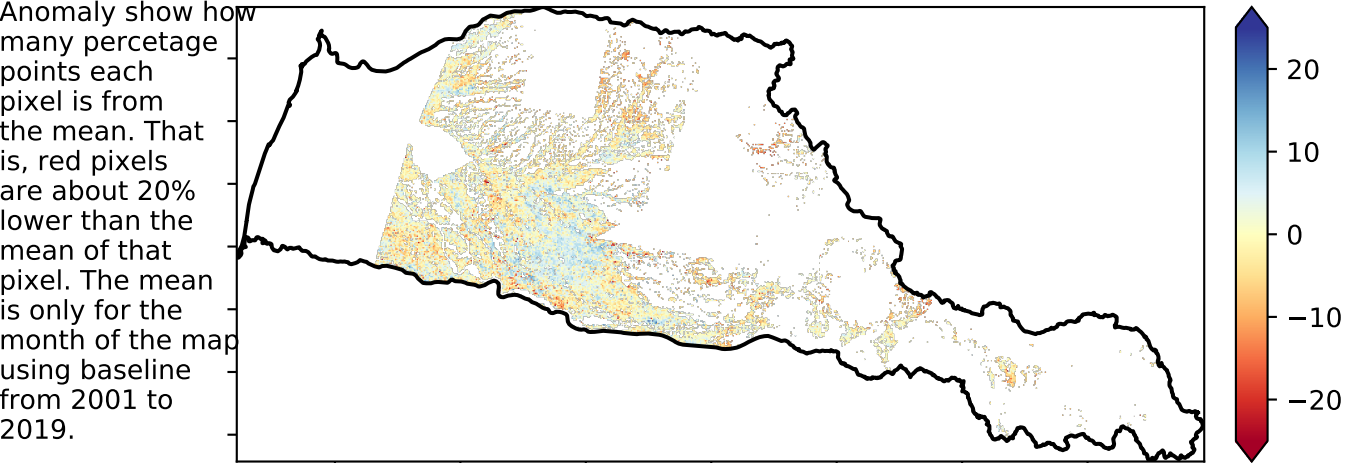 Anomaly show how
many percetage
points each
pixel is from
the mean. That
is, red pixels
are about 20%
lower than the
mean of that
pixel. The mean
is only for the
month of the map
using baseline
from 2001 to
2019.
20
10
0
−10
−20